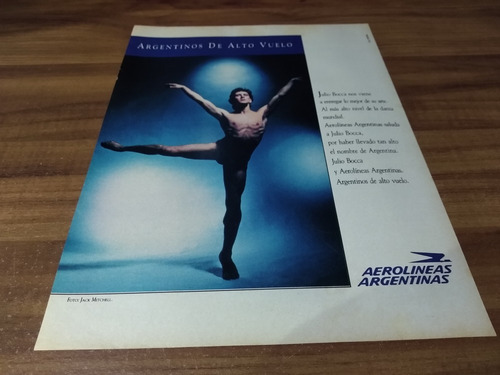 ARGENTINOS DE ALTO VUELO
Julio Bocca nos viene
a entregar lo mejor de su arte.
Al más alto nivel de la danza
mundial.
Aerolíneas Argentinas saluda
a Julio Bocca,
por haber llevado tan alto
el nombre de Argentina.
Julio Bocca
y Aerolíneas Argentinas.
Argentinos de alto vuelo.
AEROLINEAS
ARGENTINAS
FOTO: JACK MITCHELL.